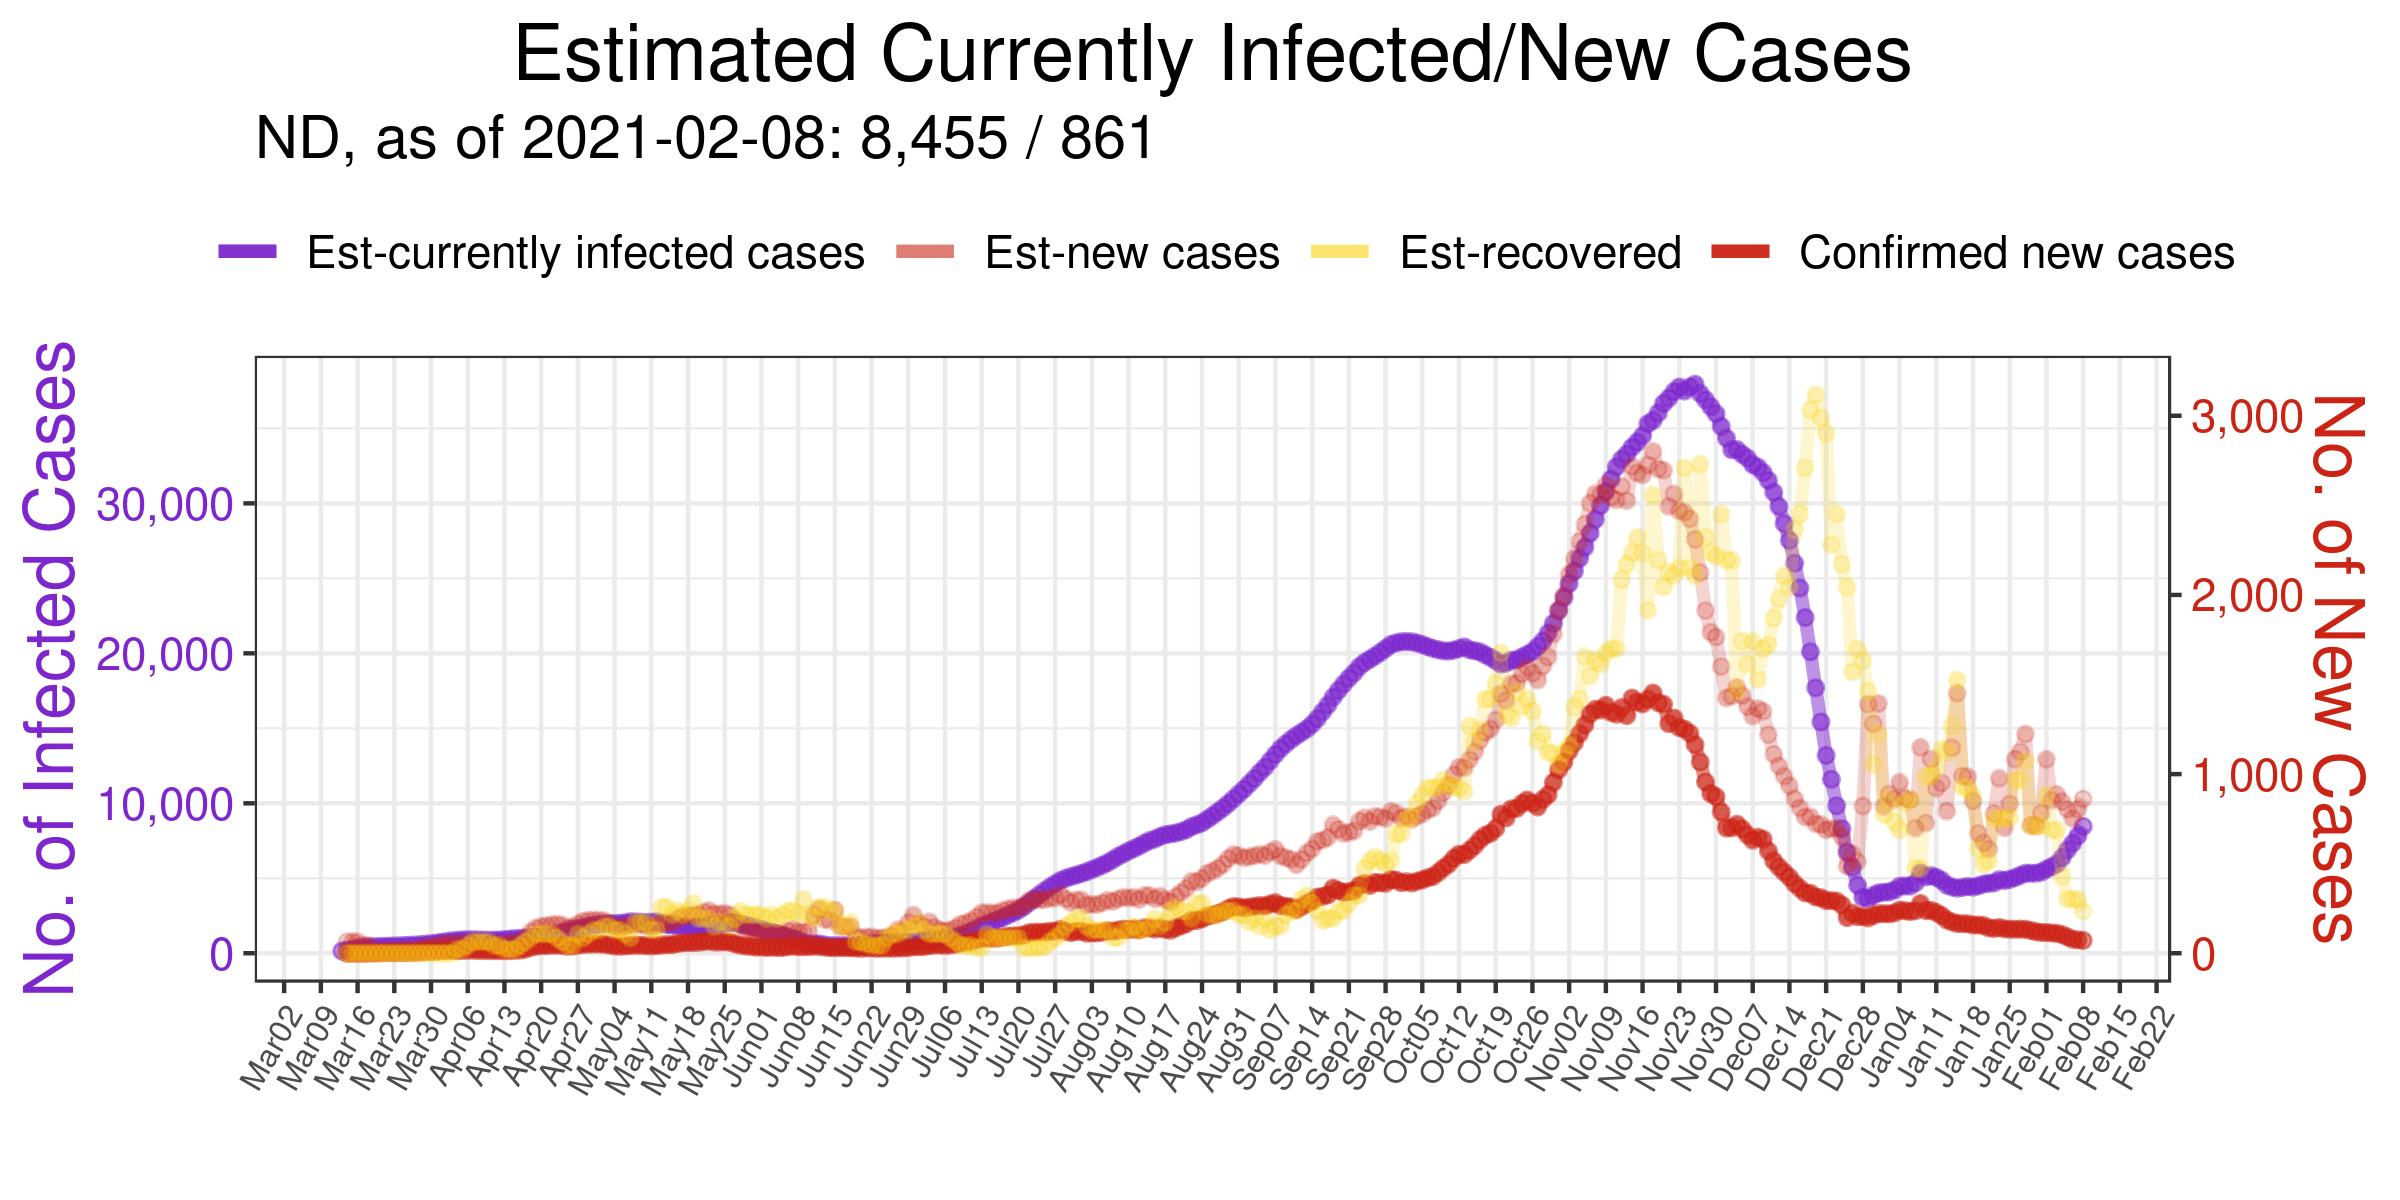 Estimated Currently Infected/New Cases
ND, as of 2021-02-08: 8,455 / 861
Est-currently infected cases Est-new cases Est-recovered Confirmed new cases
No. of Infected Cases
30,000
20,000
10,000
0
3,000
2,000
1,000
0
No. of New Cases
Mar02 Mar09 Mar16 Mar23 Mar30 Apr06 Apr13 Apr20 Apr27 May04 May11 May18 May25 Jun01 Jun08 Jun15 Jun22 Jun29 Jul06 Jul13 Jul20 Jul27 Aug03 Aug10 Aug17 Aug24 Aug31 Sep07 Sep14 Sep21 Sep28 Oct05 Oct12 Oct19 Oct26 Nov02 Nov09 Nov16 Nov23 Nov30 Dec07 Dec14 Dec21 Dec28 Jan04 Jan11 Jan18 Jan25 Feb01 Feb08 Feb15 Feb22